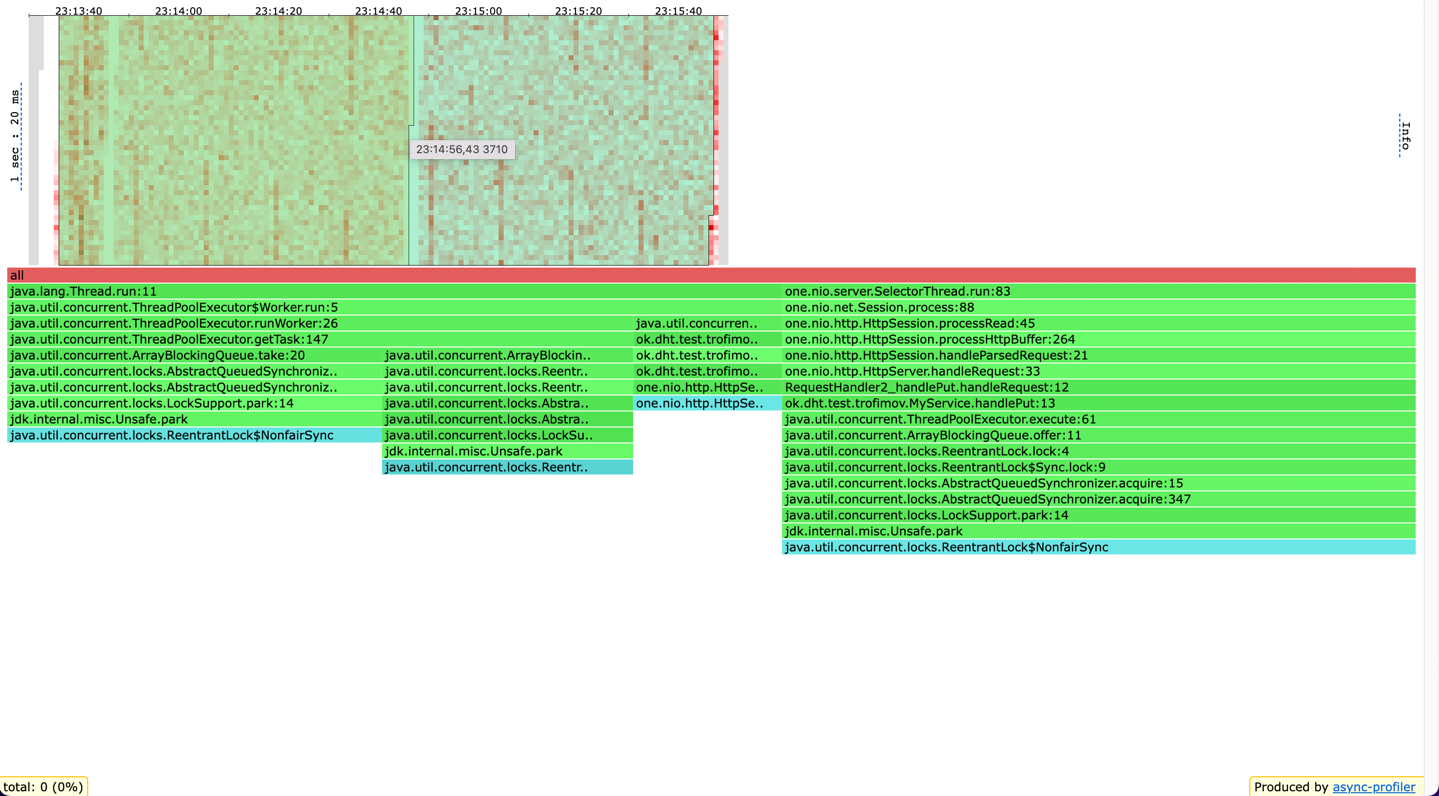 23:13:40 23:14:00 23:14:20 23:14:40 23:15:00 23:15:20 23:15:40
1 sec : 20 ms
23:14:56,43 3710
Info
all
java.lang.Thread.run:11 one.nio.server.SelectorThread.run:83
java.util.concurrent.ThreadPoolExecutor$Worker.run:5 one.nio.net.Session.process:88
java.util.concurrent.ThreadPoolExecutor.runWorker:26 java.util.concurren.. one.nio.http.HttpSession.processRead:45
java.util.concurrent.ThreadPoolExecutor.getTask:147 ok.dht.test.trofimo.. one.nio.http.HttpSession.processHttpBuffer:264
java.util.concurrent.ArrayBlockingQueue.take:20 java.util.concurrent.ArrayBlockin.. ok.dht.test.trofimo.. one.nio.http.HttpSession.handleParsedRequest:21
java.util.concurrent.locks.AbstractQueuedSynchroniz.. java.util.concurrent.locks.Reentr.. ok.dht.test.trofimo.. one.nio.http.HttpServer.handleRequest:33
java.util.concurrent.locks.AbstractQueuedSynchroniz.. java.util.concurrent.locks.Reentr.. one.nio.http.HttpSe.. RequestHandler2_handlePut.handleRequest:12
java.util.concurrent.locks.LockSupport.park:14 java.util.concurrent.locks.Abstra.. one.nio.http.HttpSe.. ok.dht.test.trofimov.MyService.handlePut:13
jdk.internal.misc.Unsafe.park java.util.concurrent.locks.Abstra.. java.util.concurrent.ThreadPoolExecutor.execute:61
java.util.concurrent.locks.ReentrantLock$NonfairSync java.util.concurrent.locks.LockSu.. java.util.concurrent.ArrayBlockingQueue.offer:11
jdk.internal.misc.Unsafe.park java.util.concurrent.locks.ReentrantLock.lock:4
java.util.concurrent.locks.Reentr.. java.util.concurrent.locks.ReentrantLock$Sync.lock:9
java.util.concurrent.locks.AbstractQueuedSynchronizer.acquire:15
java.util.concurrent.locks.AbstractQueuedSynchronizer.acquire:347
java.util.concurrent.locks.LockSupport.park:14
jdk.internal.misc.Unsafe.park
java.util.concurrent.locks.ReentrantLock$NonfairSync
total: 0 (0%) Produced by async-profiler